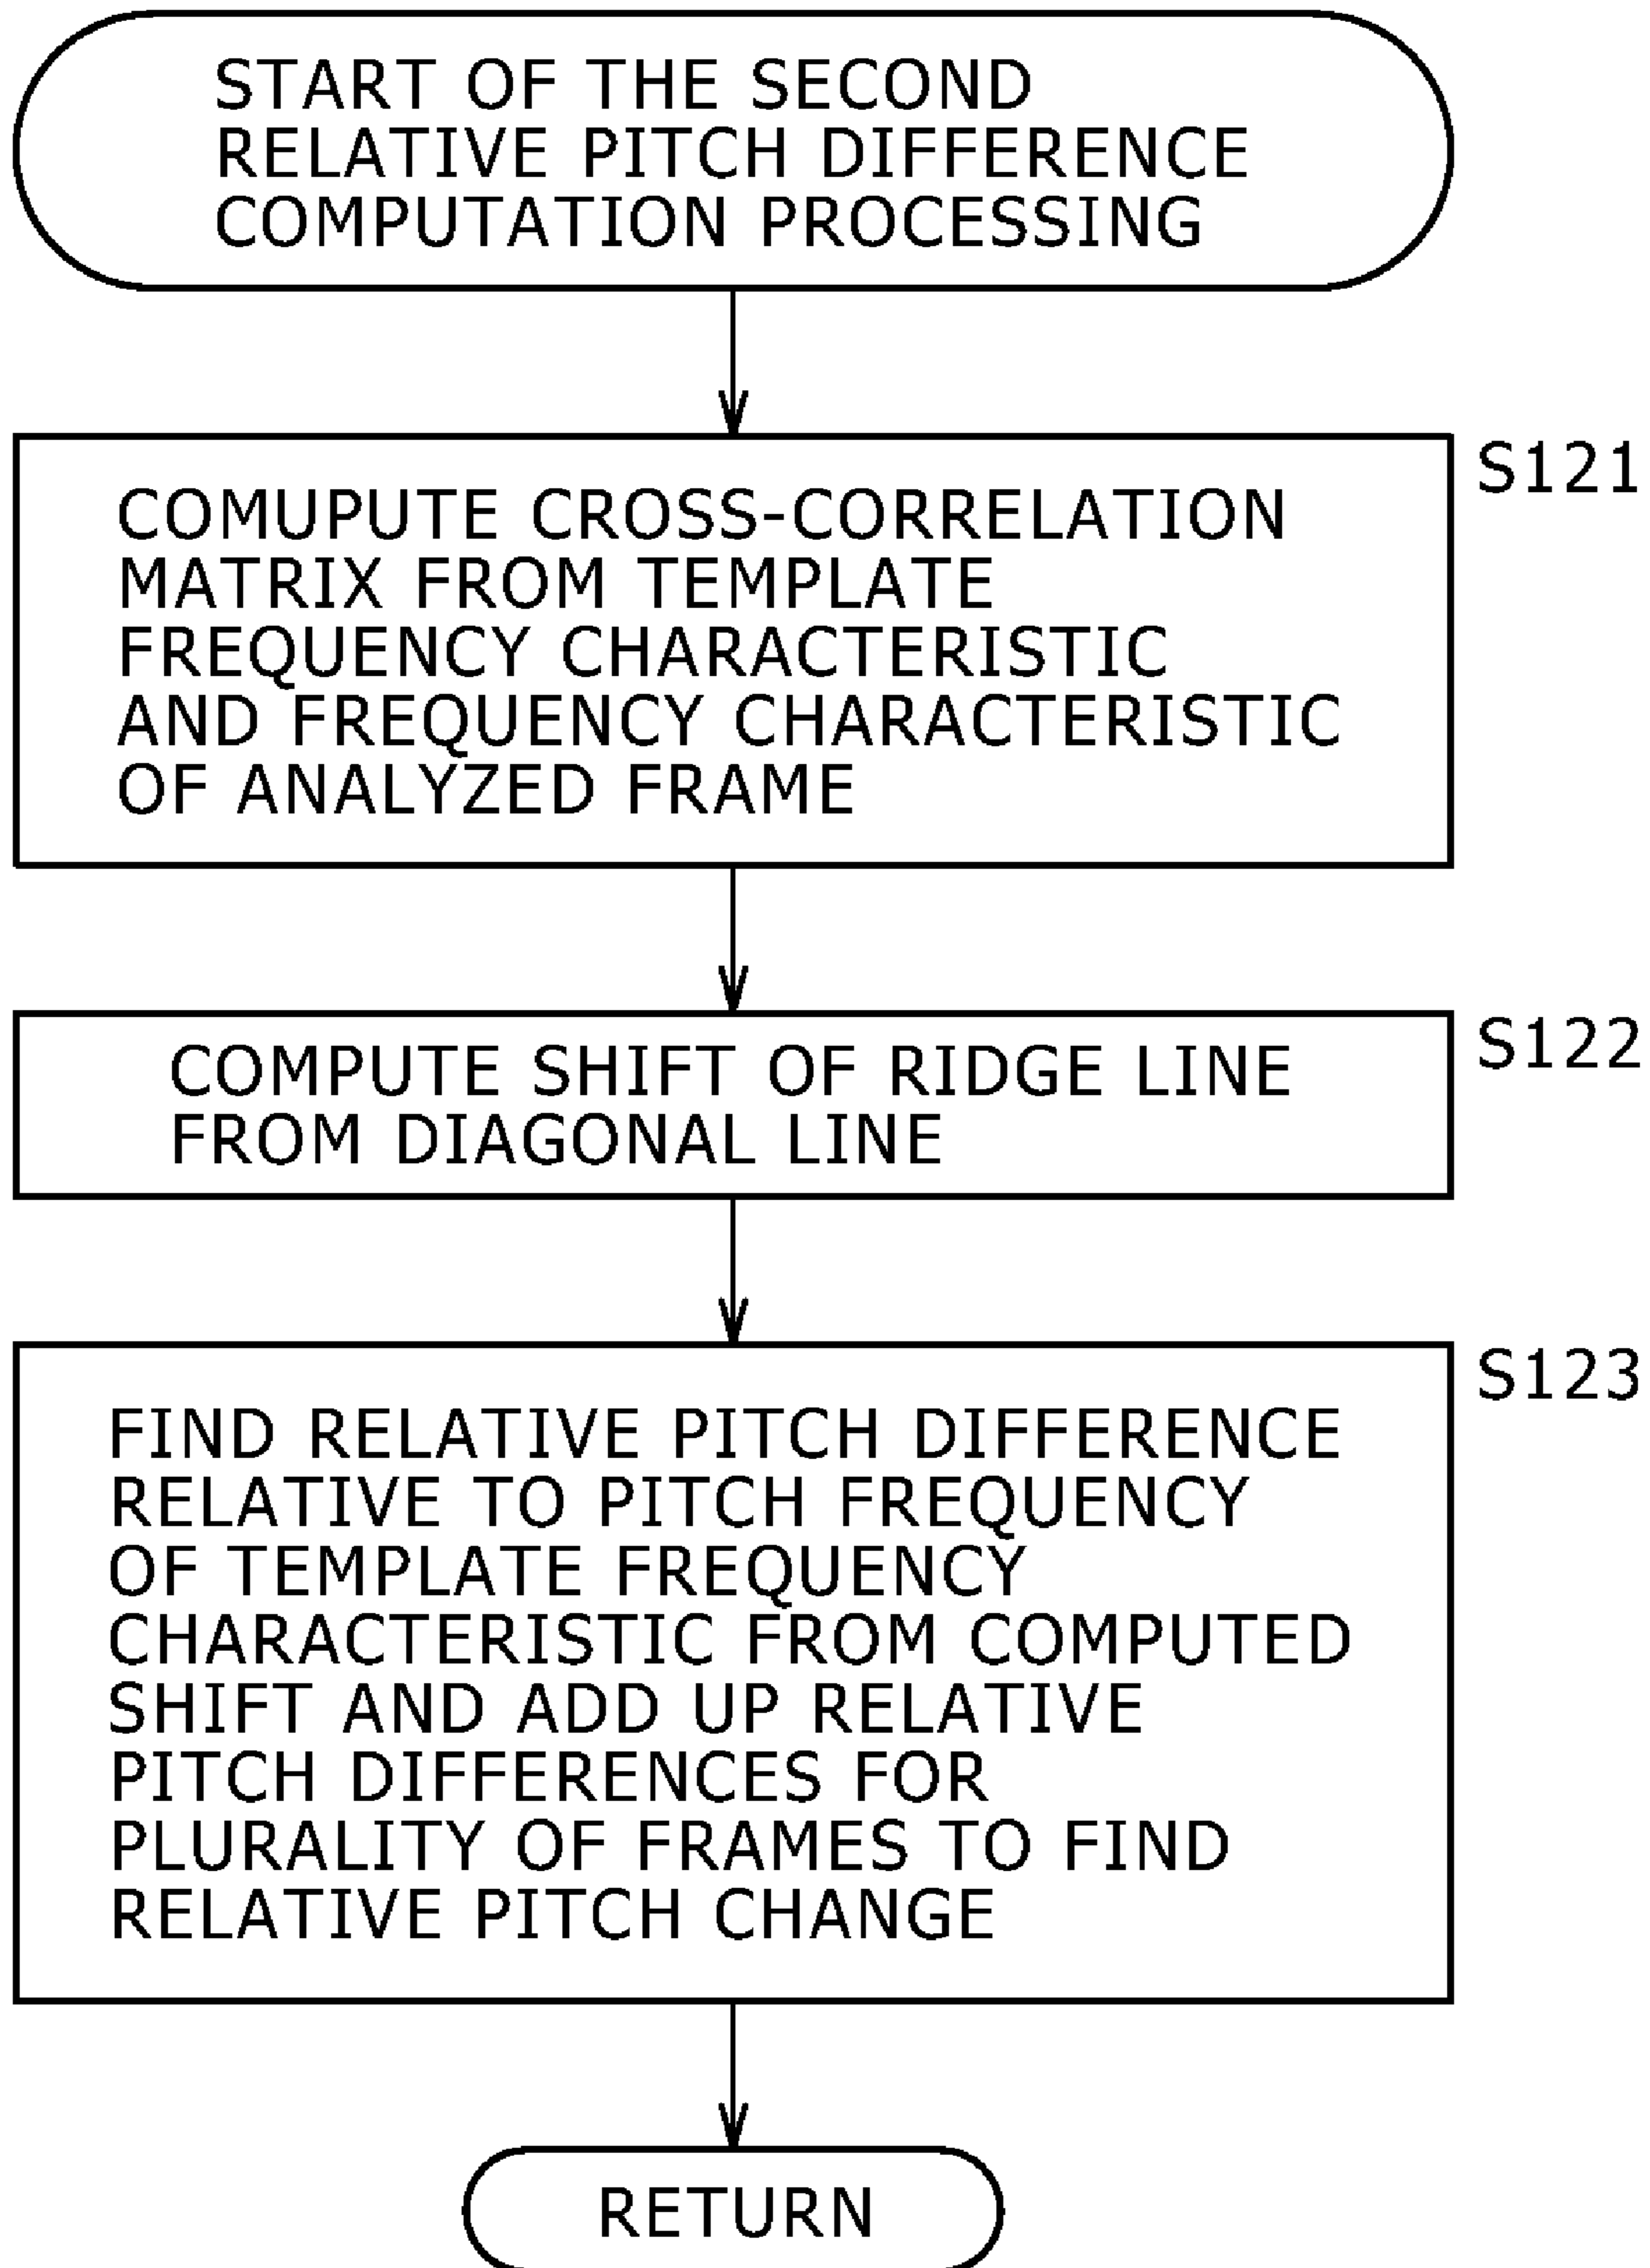 START OF THE SECOND
RELATIVE PITCH DIFFERENCE
COMPUTATION PROCESSING
S121
COMUPUTE CROSS-CORRELATION
MATRIX FROM TEMPLATE
FREQUENCY CHARACTERISTIC
AND FREQUENCY CHARACTERISTIC
OF ANALYZED FRAME
S122
COMPUTE SHIFT OF RIDGE LINE
FROM DIAGONAL LINE
S123
FIND RELATIVE PITCH DIFFERENCE
RELATIVE TO PITCH FREQUENCY
OF TEMPLATE FREQUENCY
CHARACTERISTIC FROM COMPUTED
SHIFT AND ADD UP RELATIVE
PITCH DIFFERENCES FOR
PLURALITY OF FRAMES TO FIND
RELATIVE PITCH CHANGE
RETURN